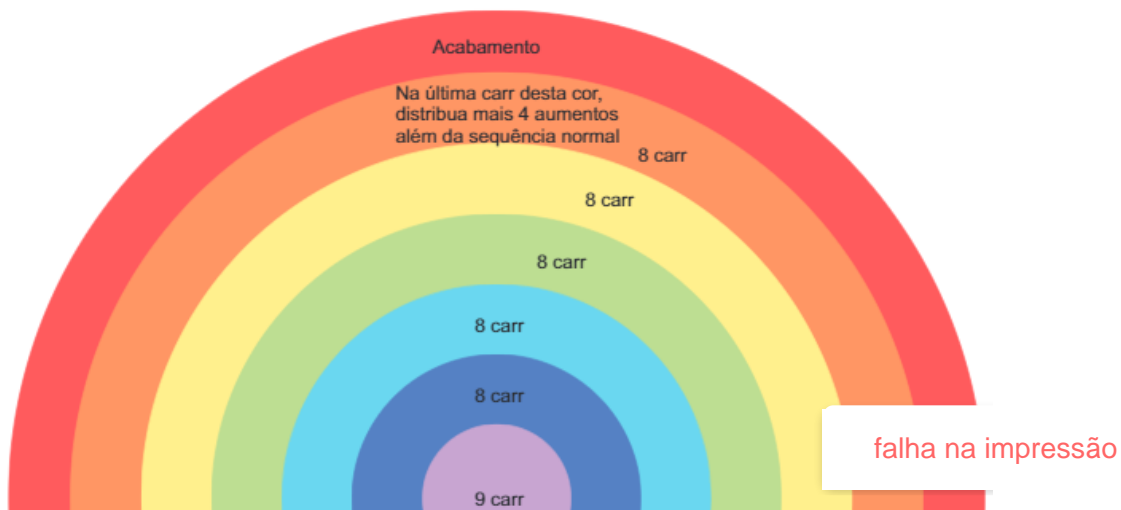 Acabamento
Na última carr desta cor,
distribua mais 4 aumentos
além da sequência normal
8 carr
8 carr
8 carr
8 carr
8 carr
falha na impressão
9 carr